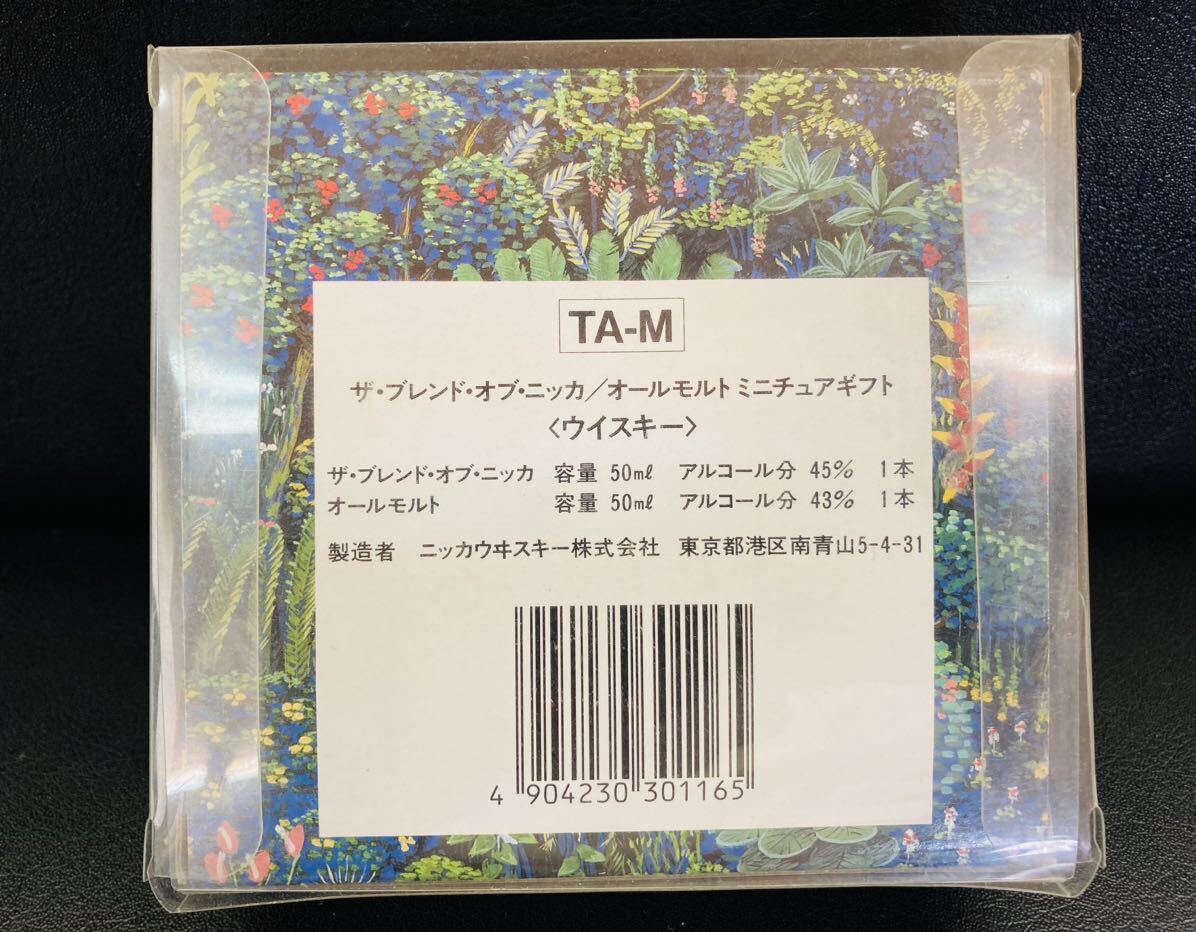 TA-M
ザ・ブレンド・オブ・ニッカ／オールモルト ミニチュアギフト
〈ウイスキー〉
ザ・ブレンド・オブ・ニッカ 容量 50㎖ アルコール分 45% 1本
オールモルト 容量 50㎖ アルコール分 43% 1本
製造者 ニッカウヰスキー株式会社 東京都港区南青山5-4-31
4 904230 301165